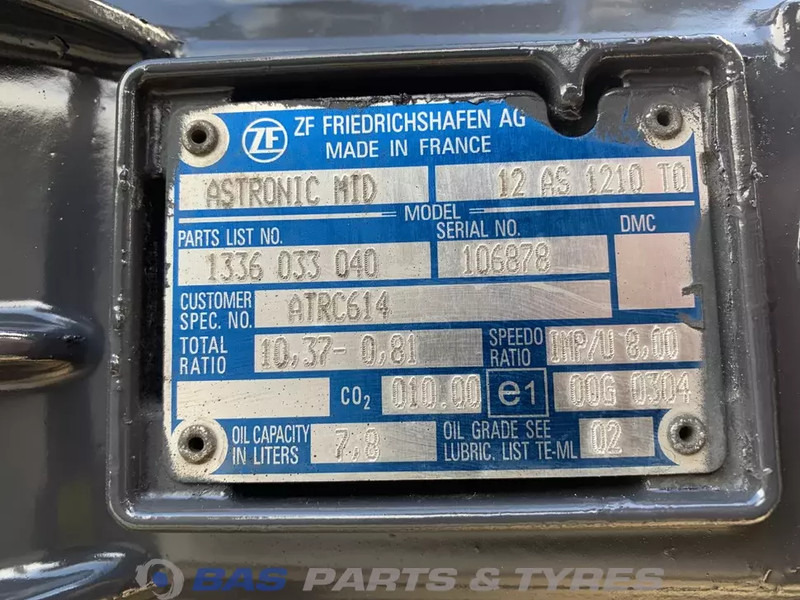 ZF ZF FRIEDRICHSHAFEN AG
MADE IN FRANCE
ASTRONIC MID 12 AS 1210 TO
MODEL
PARTS LIST NO. SERIAL NO. DMC
1336 033 040 106878
CUSTOMER SPEC. NO. ATRC614
TOTAL RATIO 10,37- 0,81 SPEEDO RATIO IMP/U 8,00
CO2 010.00 e1 00G 0304
OIL CAPACITY IN LITERS 7,8 OIL GRADE SEE LUBRIC. LIST TE-ML 02
BAS PARTS & TYRES